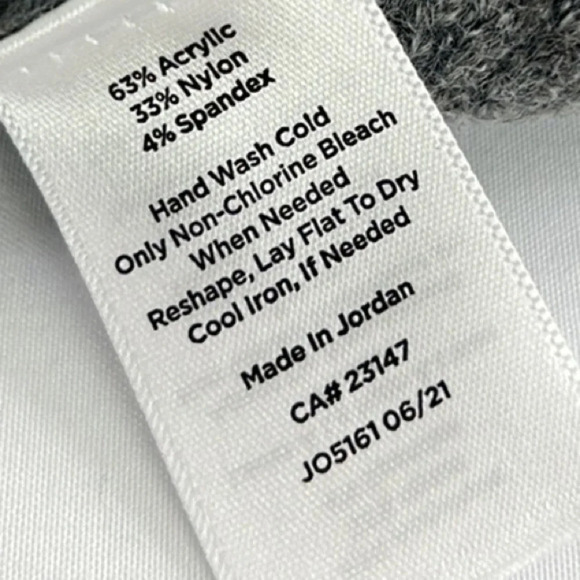 63% Acrylic
33% Nylon
4% Spandex
Hand Wash Cold
Only Non-Chlorine Bleach
When Needed
Reshape, Lay Flat To Dry
Cool Iron, If Needed
Made In Jordan
CA# 23147
JO5161 06/21